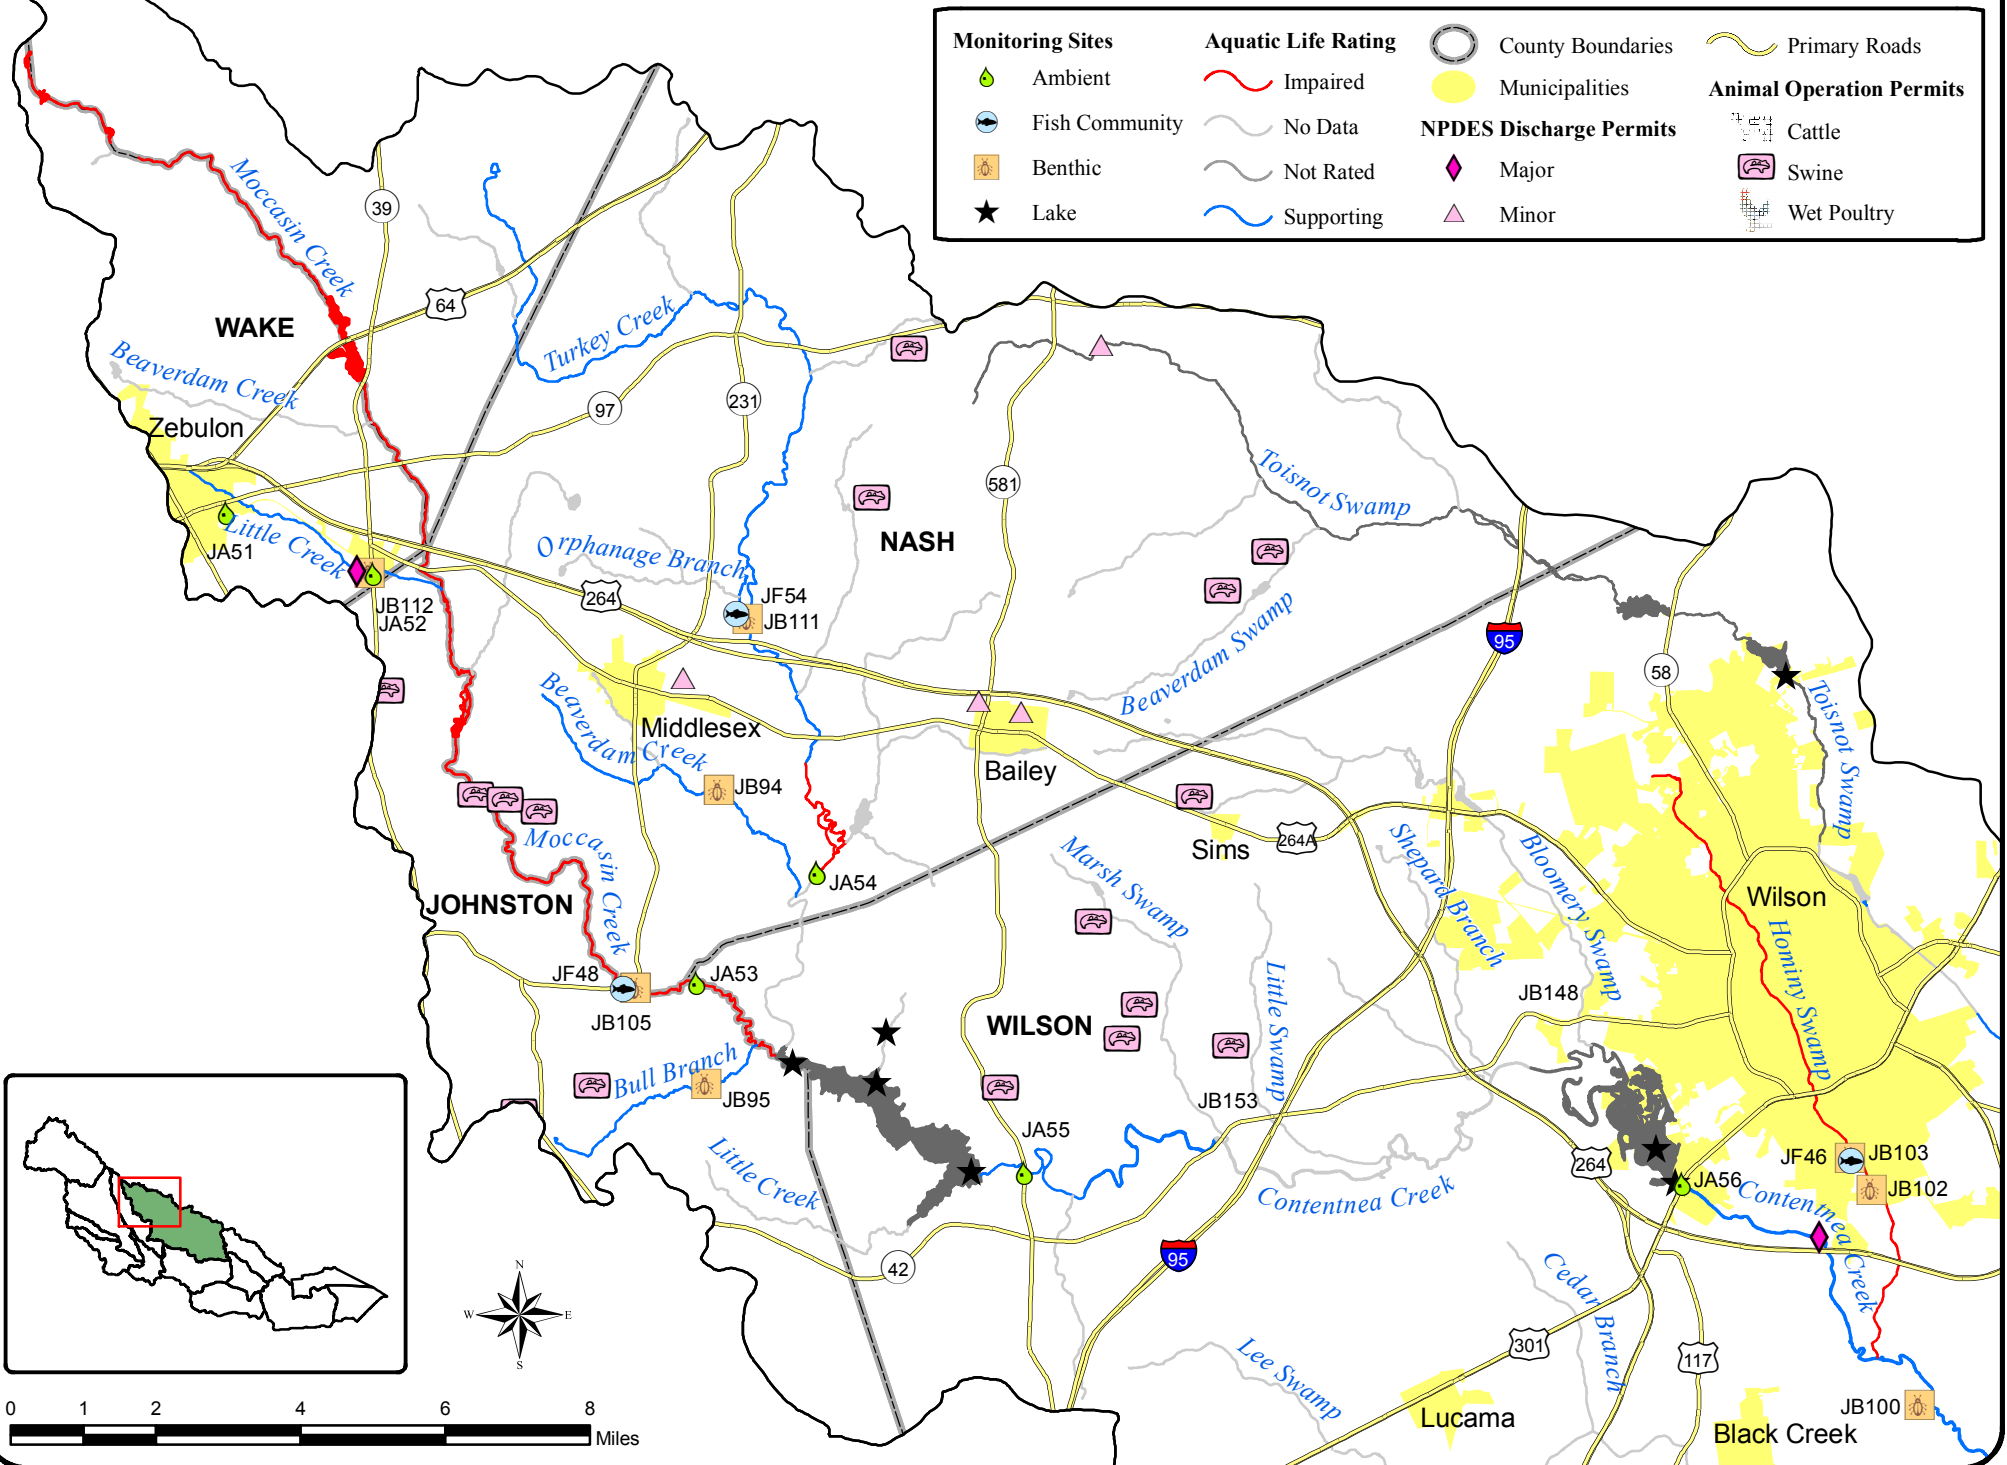 Monitoring Sites
Ambient
Fish Community
Benthic
Lake
Aquatic Life Rating
Impaired
No Data
Not Rated
Supporting
County Boundaries
Municipalities
NPDES Discharge Permits
Major
Minor
Primary Roads
Animal Operation Permits
Cattle
Swine
Wet Poultry
Moccasin Creek
39
64
WAKE
Turkey Creek
Beaverdam Creek
97
231
Zebulon
581
Toisnot Swamp
Little Creek
JA51
Orphanage Branch
NASH
JB112
JA52
264
JF54
JB111
Beaverdam Swamp
95
58
Toisnot Swamp
Middlesex
Beaverdam Creek
JB94
Bailey
Sims
264A
Marsh Swamp
Shepard Branch
Bloomery Swamp
Wilson
Hominy Swamp
Moccasin Creek
JA54
JOHNSTON
JF48
JA53
JB105
WILSON
Little Swamp
JB148
Bull Branch
JB95
JB153
JA55
Little Creek
Contentnea Creek
264
JA56
JF46
JB103
JB102
Contentnea Creek
42
95
Cedar Branch
301
117
Lee Swamp
Lucama
Black Creek
JB100
N
W
E
S
0 1 2 4 6 8
Miles